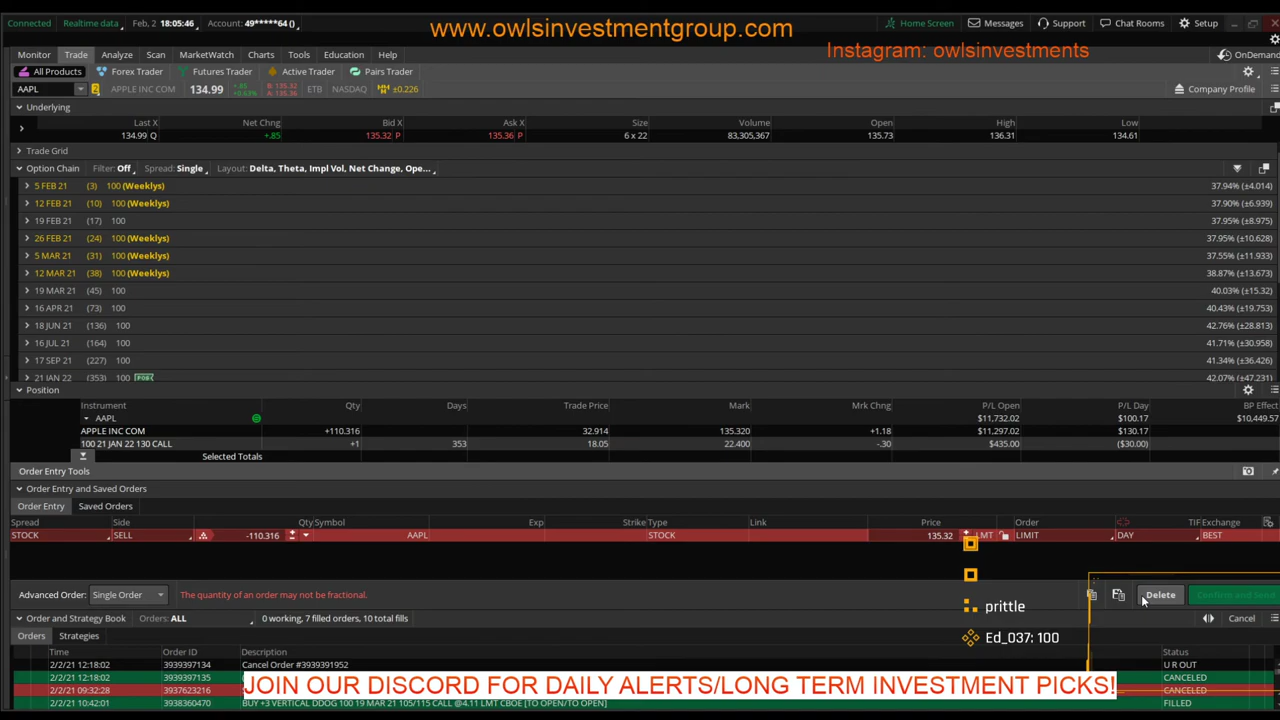 Connected Realtime data Feb, 2 18:05:46 Account: 49*****64 () www.owlsinvestmentgroup.com Home Screen Messages Support Chat Rooms Setup
Monitor Trade Analyze Scan MarketWatch Charts Tools Education Help Instagram: owlsinvestments OnDemand
All Products Forex Trader Futures Trader Active Trader Pairs Trader
AAPL 2 APPLE INC COM 134.99 +.85 +0.63% B: 135.32 A: 135.36 ETB NASDAQ ±0.226 Company Profile
Underlying
Last X Net Chng Bid X Ask X Size Volume Open High Low
134.99 Q +.85 135.32 P 135.36 P 6 x 22 83,305,367 135.73 136.31 134.61
Trade Grid
Option Chain Filter: Off Spread: Single Layout: Delta, Theta, Impl Vol, Net Change, Ope...
5 FEB 21 (3) 100 (Weeklys) 37.94% (±4.014)
12 FEB 21 (10) 100 (Weeklys) 37.90% (±6.939)
19 FEB 21 (17) 100 37.95% (±8.975)
26 FEB 21 (24) 100 (Weeklys) 37.95% (±10.628)
5 MAR 21 (31) 100 (Weeklys) 37.55% (±11.933)
12 MAR 21 (38) 100 (Weeklys) 38.87% (±13.673)
19 MAR 21 (45) 100 40.03% (±15.32)
16 APR 21 (73) 100 40.43% (±19.753)
18 JUN 21 (136) 100 42.76% (±28.813)
16 JUL 21 (164) 100 41.71% (±30.958)
17 SEP 21 (227) 100 41.34% (±36.426)
21 JAN 22 (353) 100 42.07% (±47.231)
Position
Instrument Qty Days Trade Price Mark Mrk Chng P/L Open P/L Day BP Effect
AAPL $11,732.02 $100.17 $10,449.57
APPLE INC COM +110.316 32.914 135.320 +1.18 $11,297.02 $130.17
100 21 JAN 22 130 CALL +1 353 18.05 22.400 -.30 $435.00 ($30.00)
Selected Totals
Order Entry Tools
Order Entry and Saved Orders
Order Entry Saved Orders
Spread Side Qty Symbol Exp Strike Type Link Price Order TIF Exchange
STOCK SELL -110.316 AAPL STOCK 135.32 LMT LIMIT DAY BEST
Advanced Order: Single Order The quantity of an order may not be fractional. Delete Confirm and Send
prittle
Order and Strategy Book Orders: ALL 0 working, 7 filled orders, 10 total fills Cancel
Orders Strategies Ed_037: 100
Time Order ID Description Status
2/2/21 12:18:02 3939397134 Cancel Order #3939391952 U R OUT
2/2/21 12:18:02 3939397135 CANCELED
2/2/21 09:32:28 3937623216 CANCELED
JOIN OUR DISCORD FOR DAILY ALERTS/LONG TERM INVESTMENT PICKS!
2/2/21 10:42:01 3938360470 BUY +3 VERTICAL DDOG 100 19 MAR 21 105/115 CALL @4.11 LMT CBOE [TO OPEN/TO OPEN] FILLED